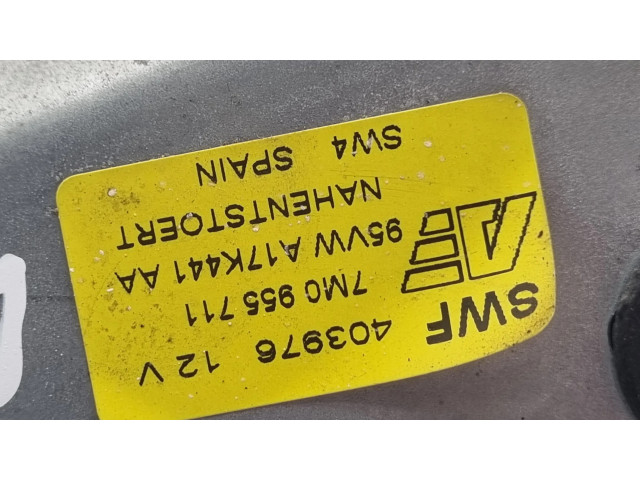 SWF
403976 12 V
7M0 955 711
95VW A17K441 AA
NAHENTSTOERT
SW4 SPAIN